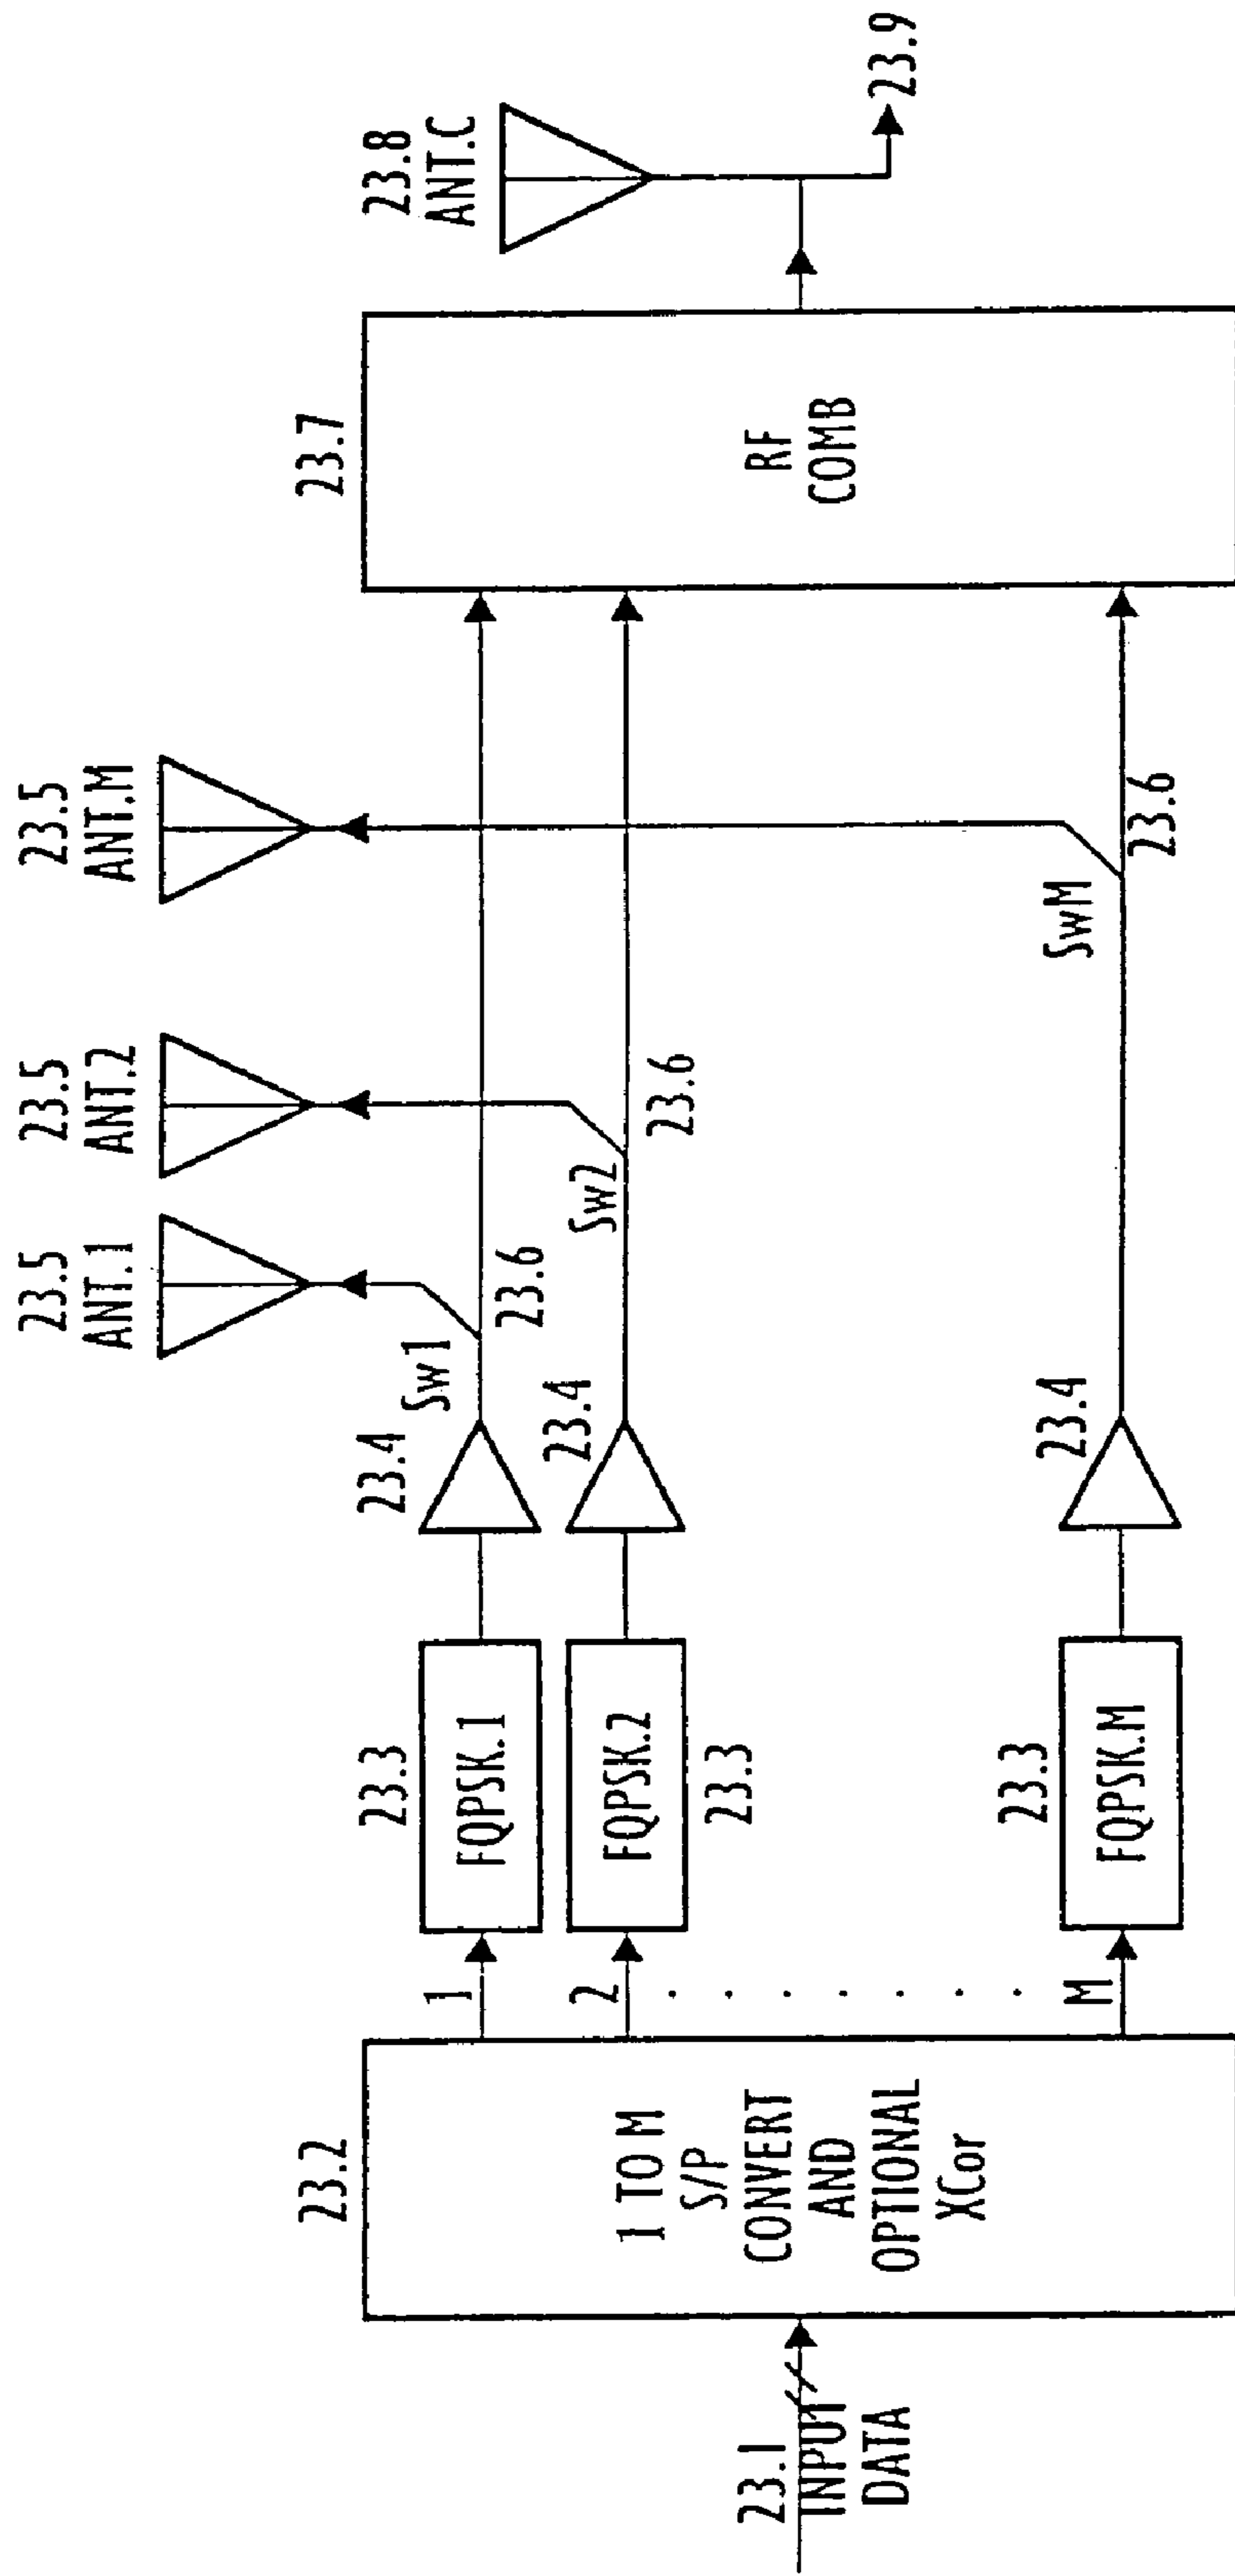 23.1
INPUT
DATA
23.2
1 TO M
S/P
CONVERT
AND
OPTIONAL
XCor
1
2
M
23.3
FQPSK.1
FQPSK.2
23.3
23.3
FQPSK.M
23.4
23.4
23.4
Sw1
23.6
Sw2
23.6
SwM
23.6
23.5
ANT.1
23.5
ANT.2
23.5
ANT.M
23.7
RF
COMB
23.8
ANT.C
23.9